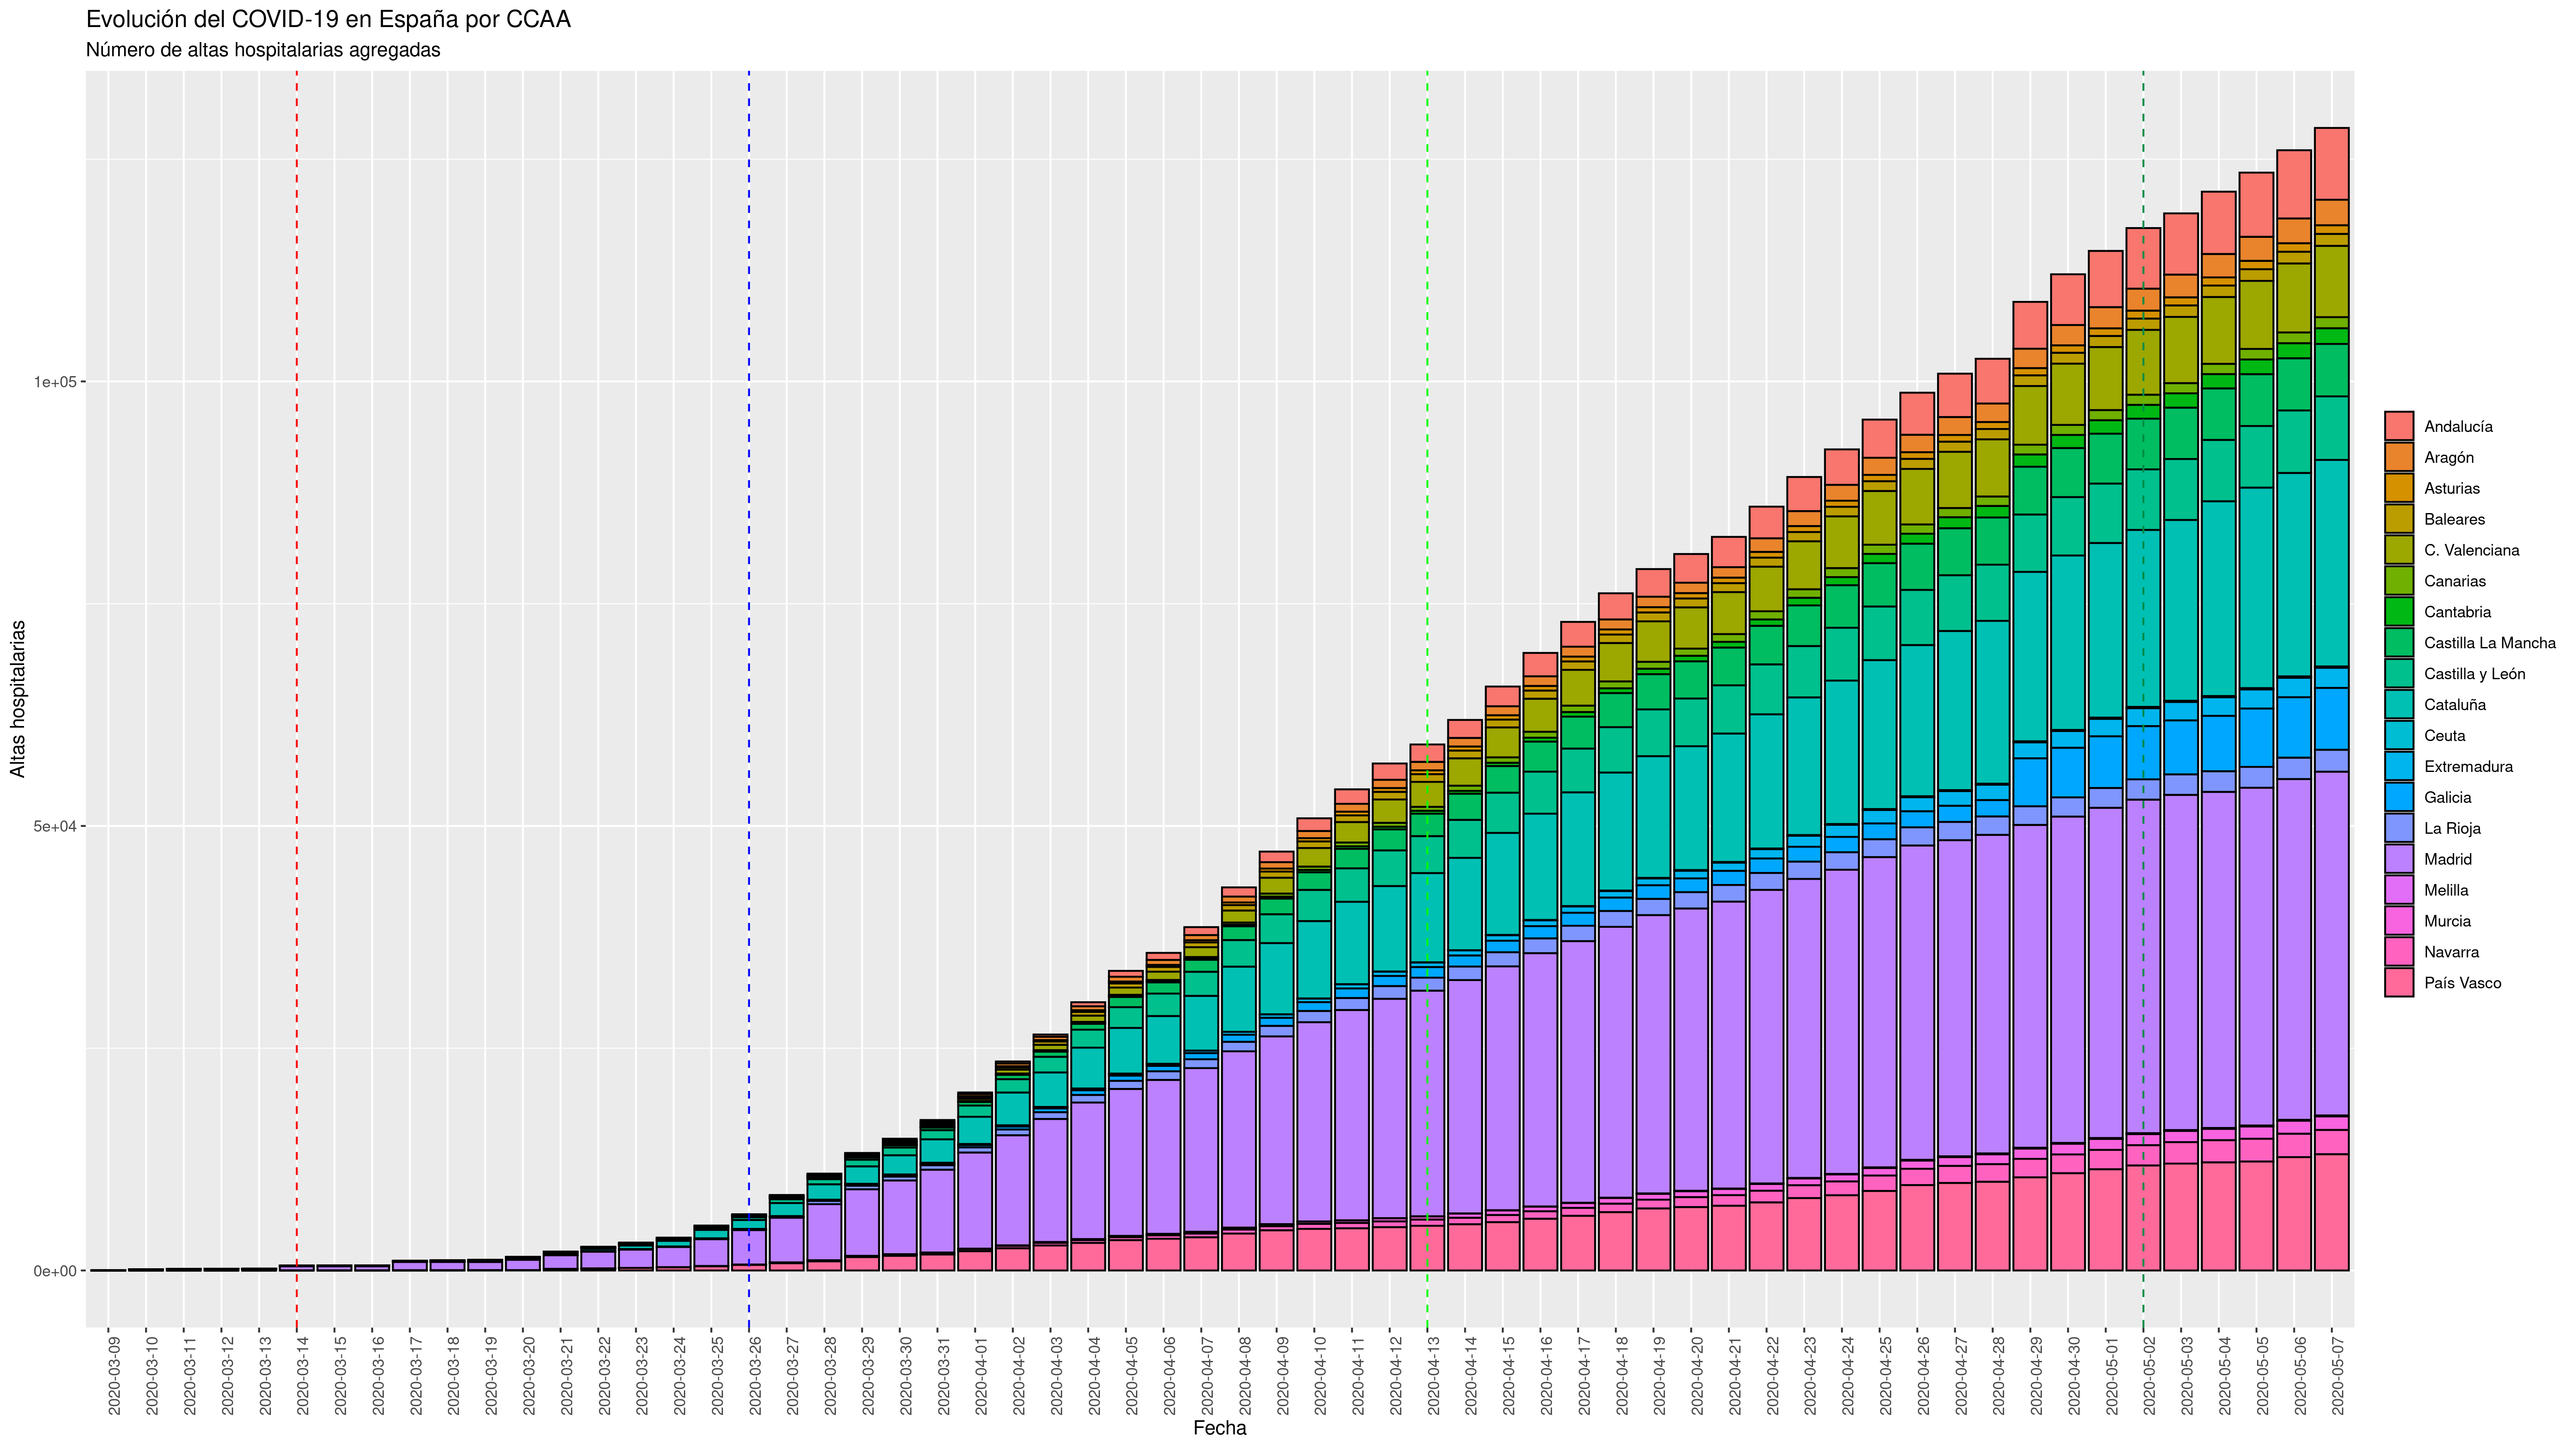 Evolución del COVID-19 en España por CCAA
Número de altas hospitalarias agregadas
Altas hospitalarias
1e+05
5e+04
0e+00
2020-03-09
2020-03-10
2020-03-11
2020-03-12
2020-03-13
2020-03-14
2020-03-15
2020-03-16
2020-03-17
2020-03-18
2020-03-19
2020-03-20
2020-03-21
2020-03-22
2020-03-23
2020-03-24
2020-03-25
2020-03-26
2020-03-27
2020-03-28
2020-03-29
2020-03-30
2020-03-31
2020-04-01
2020-04-02
2020-04-03
2020-04-04
2020-04-05
2020-04-06
2020-04-07
2020-04-08
2020-04-09
2020-04-10
2020-04-11
2020-04-12
2020-04-13
2020-04-14
2020-04-15
2020-04-16
2020-04-17
2020-04-18
2020-04-19
2020-04-20
2020-04-21
2020-04-22
2020-04-23
2020-04-24
2020-04-25
2020-04-26
2020-04-27
2020-04-28
2020-04-29
2020-04-30
2020-05-01
2020-05-02
2020-05-03
2020-05-04
2020-05-05
2020-05-06
2020-05-07
Fecha
Andalucía
Aragón
Asturias
Baleares
C. Valenciana
Canarias
Cantabria
Castilla La Mancha
Castilla y León
Cataluña
Ceuta
Extremadura
Galicia
La Rioja
Madrid
Melilla
Murcia
Navarra
País Vasco